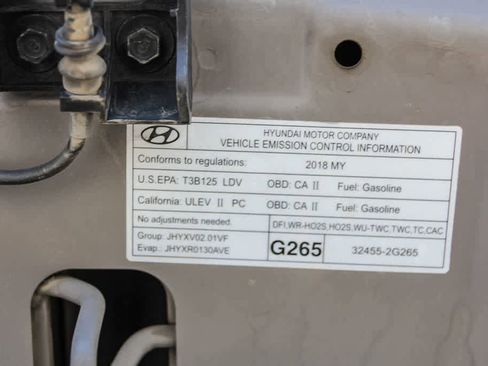 HYUNDAI MOTOR COMPANY
VEHICLE EMISSION CONTROL INFORMATION
Conforms to regulations: 2018 MY
U.S.EPA: T3B125 LDV OBD: CA II Fuel: Gasoline
California: ULEV II PC OBD: CA II Fuel: Gasoline
No adjustments needed. DFI,WR-HO2S,HO2S,WU-TWC,TWC,TC,CAC
Group: JHYXV02.01VF
Evap.: JHYXR0130AVE
G265 32455-2G265